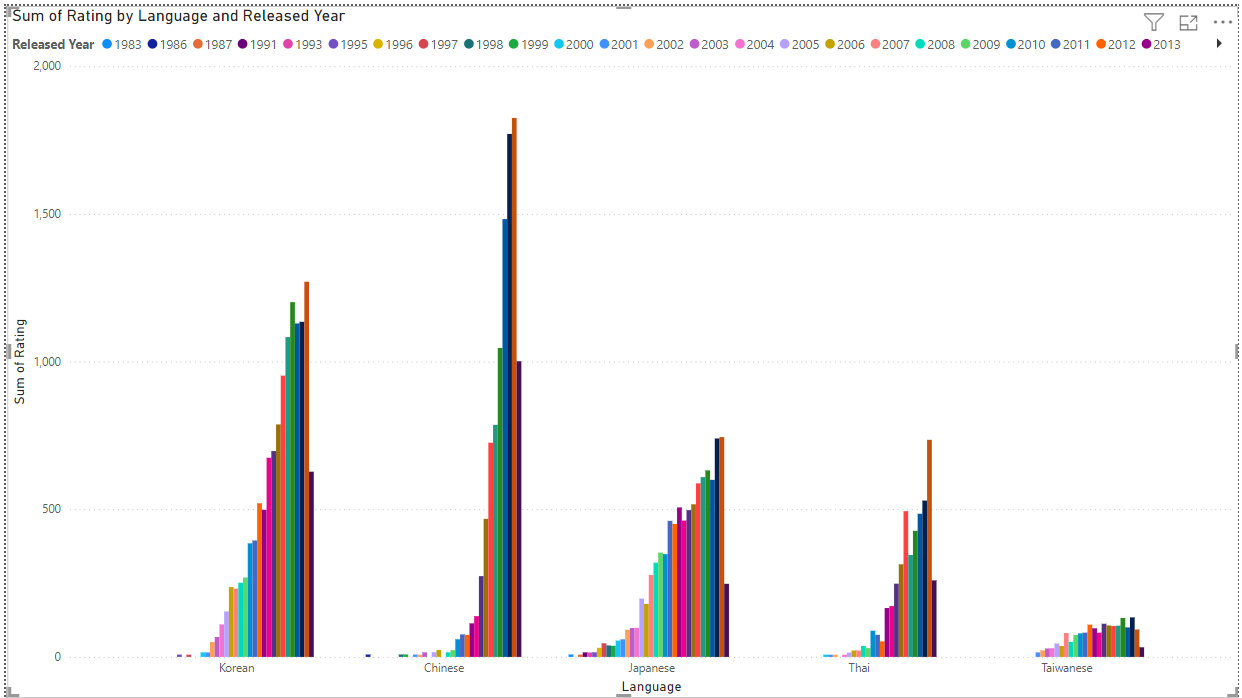 Sum of Rating by Language and Released Year
Released Year 1983 1986 1987 1991 1993 1995 1996 1997 1998 1999 2000 2001 2002 2003 2004 2005 2006 2007 2008 2009 2010 2011 2012 2013
2,000
1,500
1,000
500
0
Sum of Rating
Korean Chinese Japanese Thai Taiwanese
Language